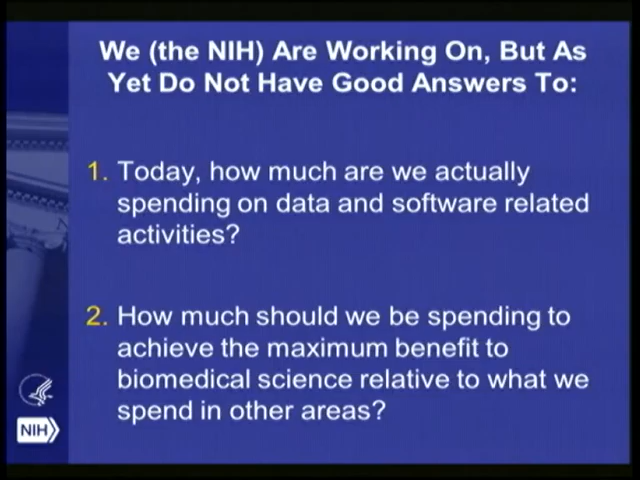 We (the NIH) Are Working On, But As
Yet Do Not Have Good Answers To:
1. Today, how much are we actually
spending on data and software related
activities?
2. How much should we be spending to
achieve the maximum benefit to
biomedical science relative to what we
spend in other areas?
NIH